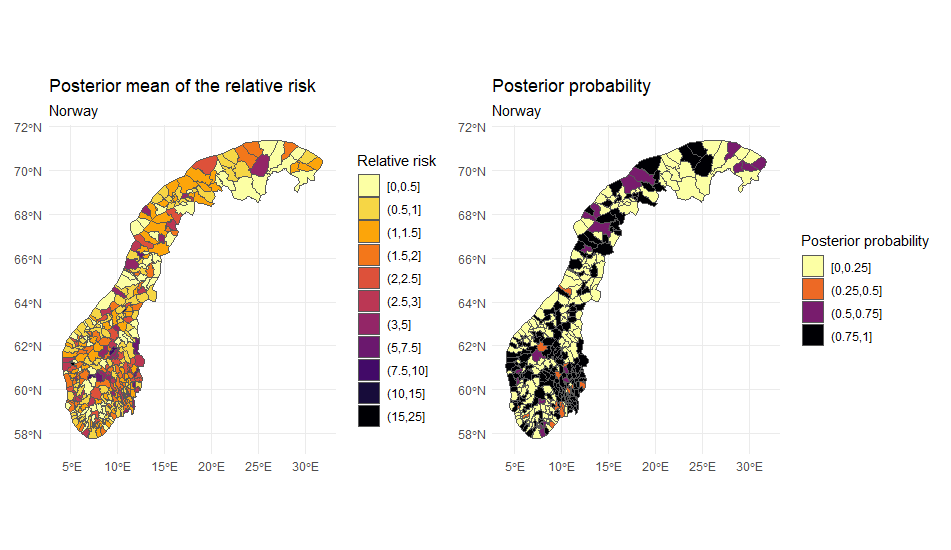 Posterior mean of the relative risk
Norway
72°N
70°N
68°N
66°N
64°N
62°N
60°N
58°N
5°E
10°E
15°E
20°E
25°E
30°E
Relative risk
[0,0.5]
(0.5,1]
(1,1.5]
(1.5,2]
(2,2.5]
(2.5,3]
(3,5]
(5,7.5]
(7.5,10]
(10,15]
(15,25]
Posterior probability
Norway
72°N
70°N
68°N
66°N
64°N
62°N
60°N
58°N
5°E
10°E
15°E
20°E
25°E
30°E
Posterior probability
[0,0.25]
(0.25,0.5]
(0.5,0.75]
(0.75,1]